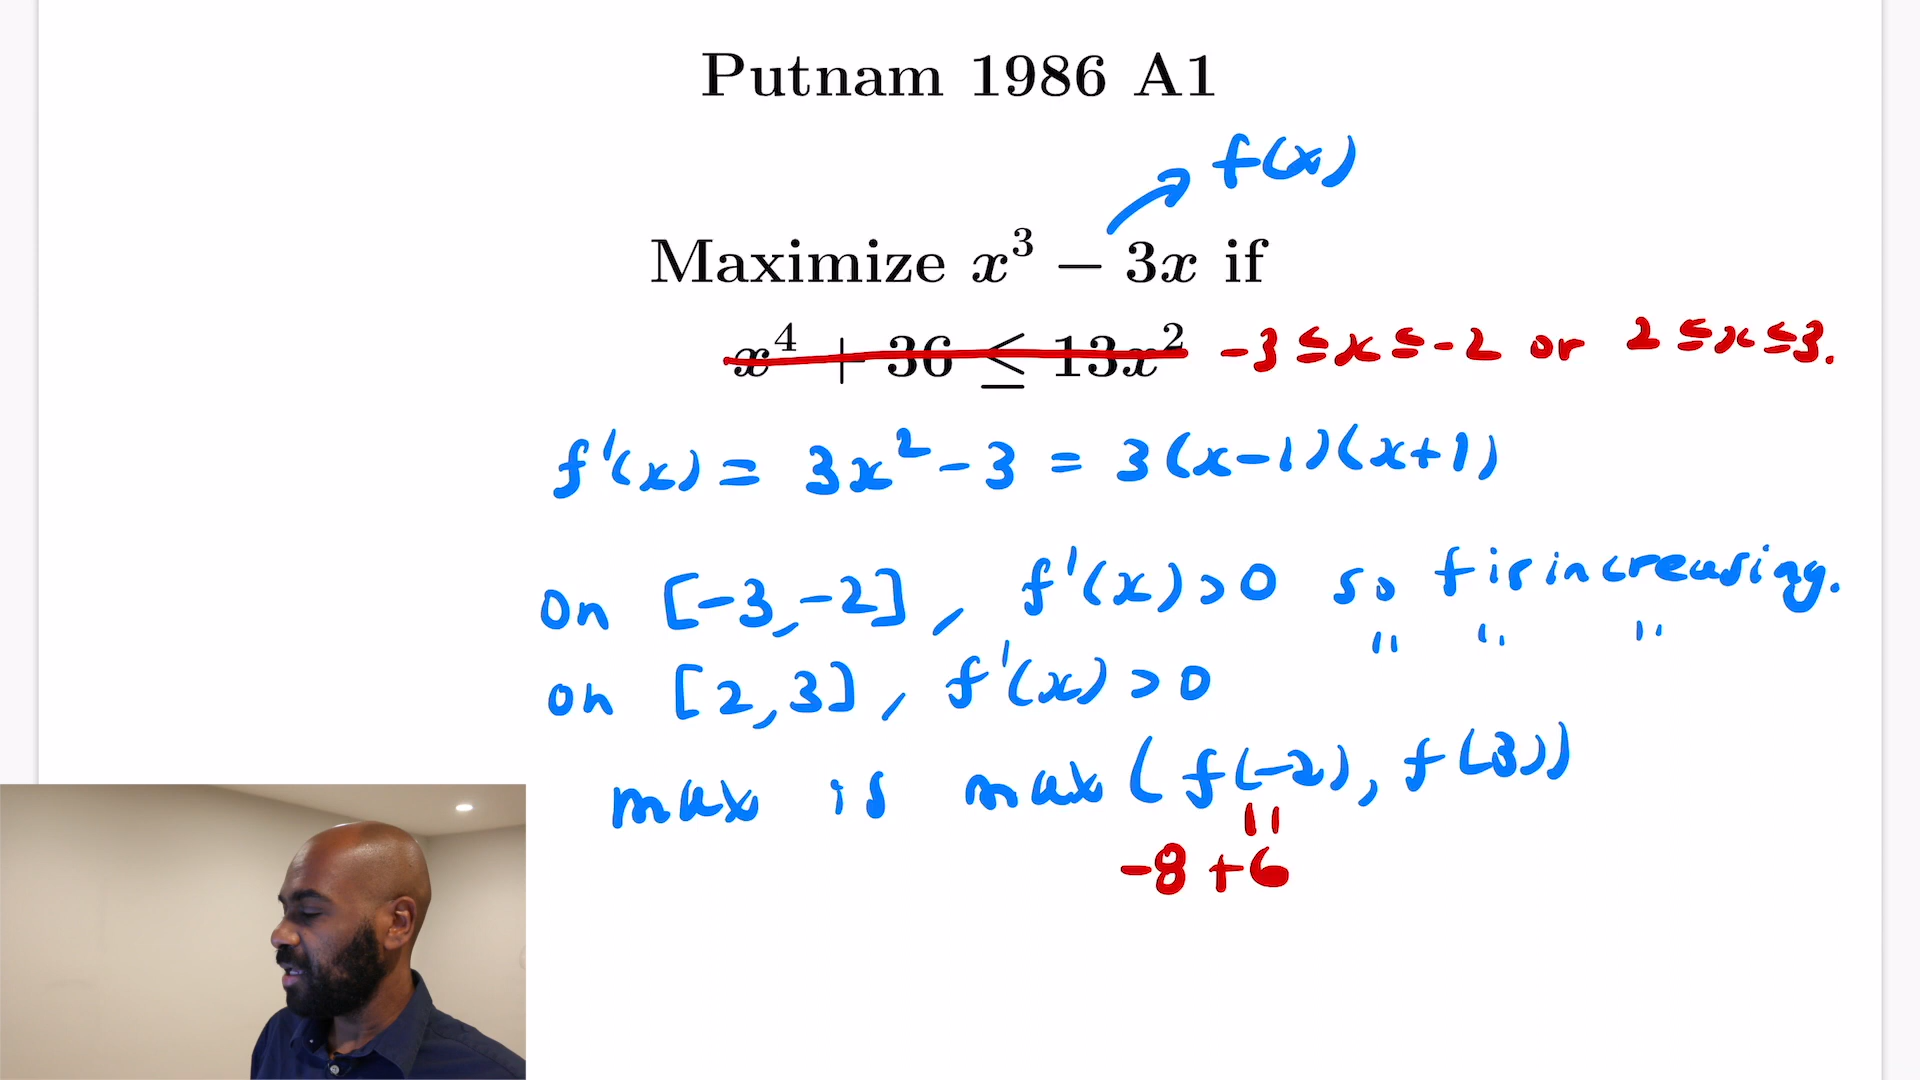 Putnam 1986 A1
f(x)
Maximize x³ − 3x if
x⁴ + 36 ≤ 13x² -3 ≤ x ≤ -2 or 2 ≤ x ≤ 3.
f'(x) = 3x² - 3 = 3(x-1)(x+1)
on [-3,-2], f'(x) > 0 so f is increasing.
on [2,3], f'(x) > 0 " " "
max is max(f(-2), f(3))
"
-8+6